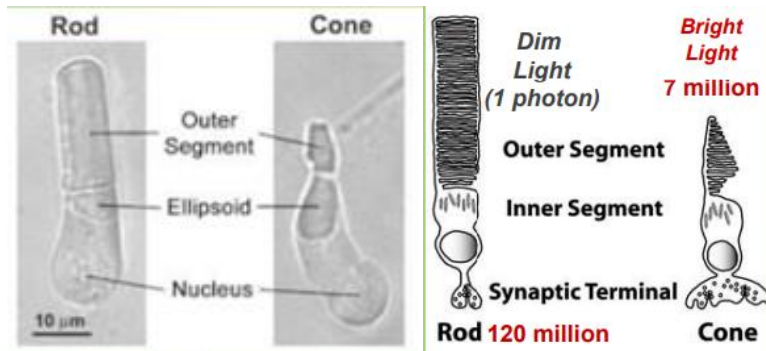 Rod
Cone
Outer
Segment
Ellipsoid
Nucleus
10 µm
Dim
Light
(1 photon)
Bright
Light
7 million
Outer Segment
Inner Segment
Synaptic Terminal
Rod 120 million
Cone